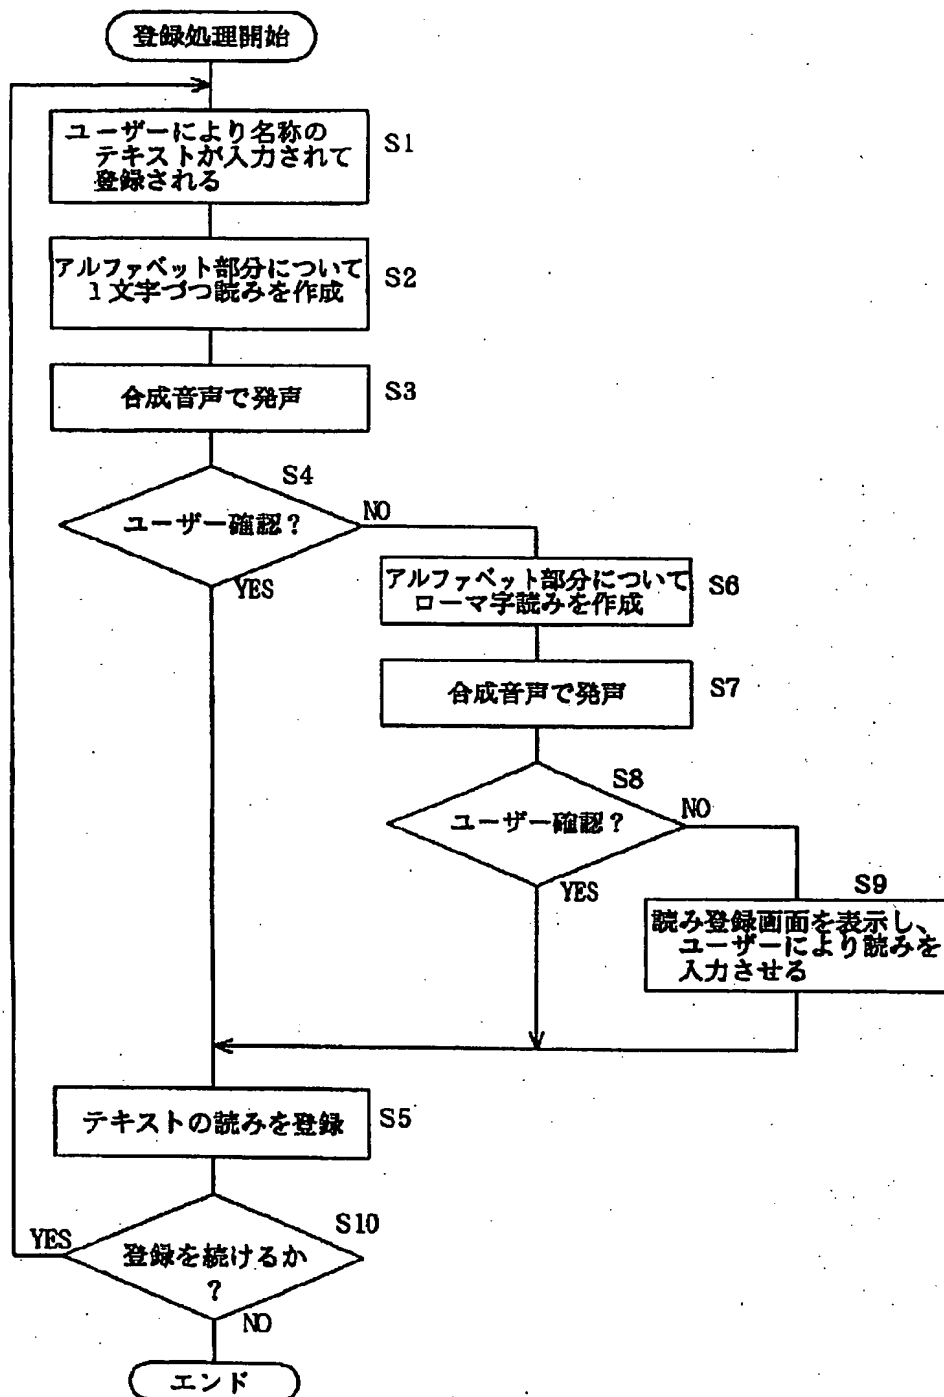 登録処理開始
ユーザーにより名称の
テキストが入力されて
登録される
S1
アルファベット部分について
1文字づつ読みを作成
S2
合成音声で発声
S3
S4
ユーザー確認？
NO
YES
アルファベット部分について
ローマ字読みを作成
S6
合成音声で発声
S7
S8
ユーザー確認？
NO
YES
S9
読み登録画面を表示し、
ユーザーにより読みを
入力させる
テキストの読みを登録
S5
S10
YES
登録を続けるか
？
NO
エンド